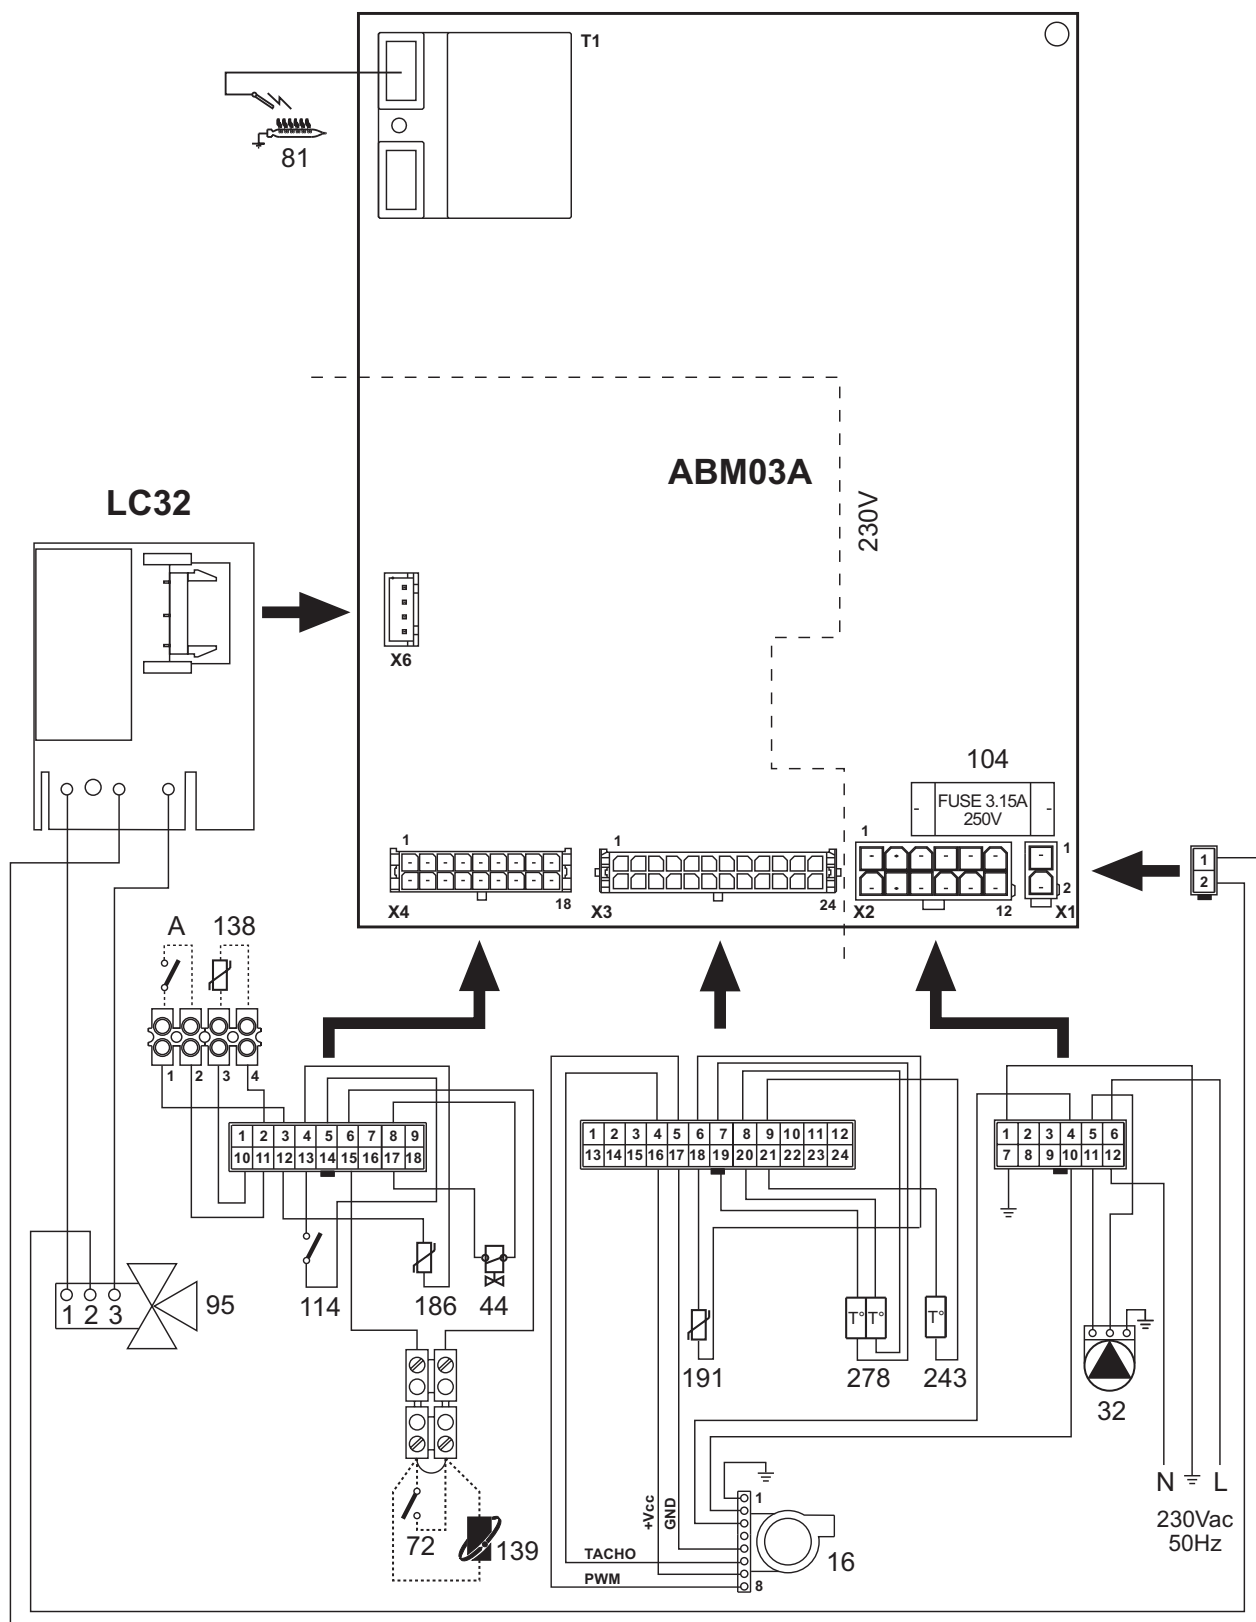 T1
81
ABM03A
LC32
230V
X6
104
FUSE 3.15A
250V
1
1
1
1
1
2
2
18
24
12
X4
X3
X2
X1
A
138
1 2 3 4
1 2 3 4 5 6 7 8 9
10 11 12 13 14 15 16 17 18
1 2 3 4 5 6 7 8 9 10 11 12
13 14 15 16 17 18 19 20 21 22 23 24
1 2 3 4 5 6
7 8 9 10 11 12
1 2 3
95
114
186
44
T° T°
T°
191
278
243
32
N
L
230Vac
50Hz
+Vcc
GND
TACHO
PWM
1
8
16
72
139